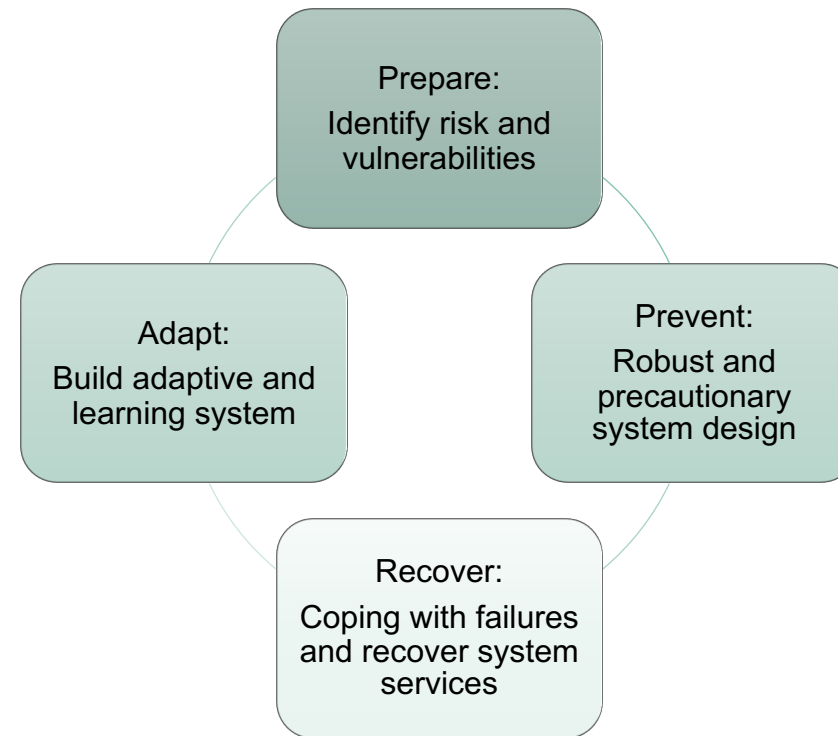 Prepare:
Identify risk and
vulnerabilities
Prevent:
Robust and
precautionary
system design
Recover:
Coping with failures
and recover system
services
Adapt:
Build adaptive and
learning system